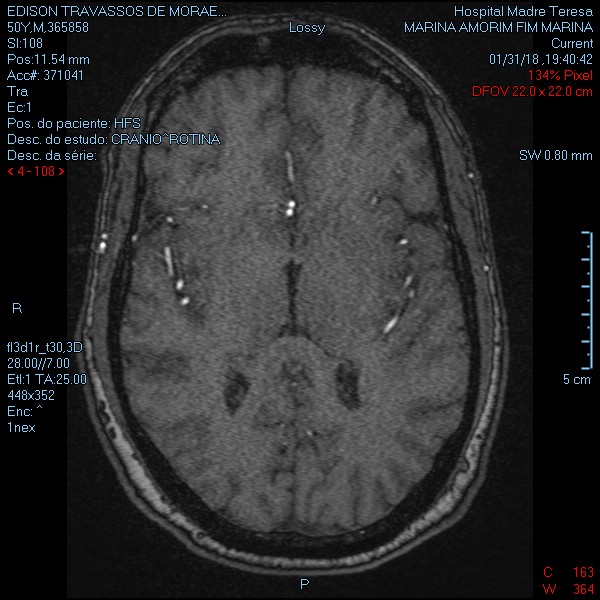 EDISON TRAVASSOS DE MORAE...
50Y,M,365858
Sl:108
Pos:11.54 mm
Acc#: 371041
Tra
Ec:1
Pos. do paciente: HFS
Desc. do estudo: CRANIO^ROTINA
Desc. da série:
< 4 - 108 >
Lossy
Hospital Madre Teresa
MARINA AMORIM FIM MARINA
Current
01/31/18 ,19:40:42
134% Pixel
DFOV 22.0 x 22.0 cm
SW 0.80 mm
R
fl3d1r_t30,3D
28.00//7.00
Etl:1 TA:25.00
448x352
Enc: ^
1nex
5 cm
P
C 163
W 364